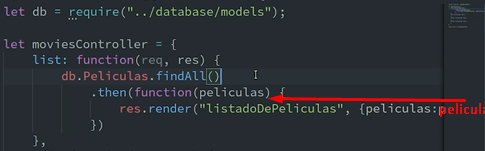 let db = require("../database/models");
let moviesController = {
list: function(req, res) {
db.Peliculas.findAll()
.then(function(peliculas) {
res.render("listadoDePeliculas", {peliculas:pelicula
})
},